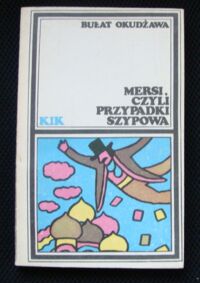 BUŁAT OKUDŻAWA
MERSI,
CZYLI
PRZYPADKI
SZYPOWA
KIK